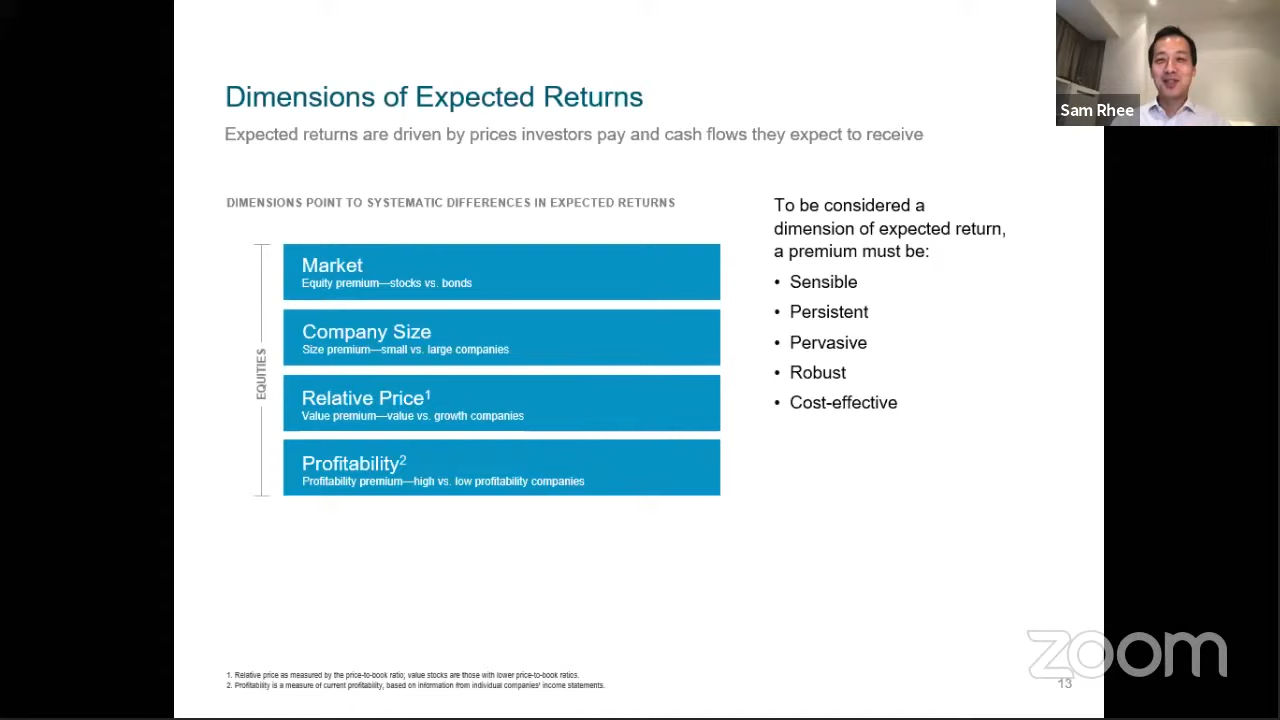 Dimensions of Expected Returns
Expected returns are driven by prices investors pay and cash flows they expect to receive
DIMENSIONS POINT TO SYSTEMATIC DIFFERENCES IN EXPECTED RETURNS
EQUITIES
Market
Equity premium—stocks vs. bonds
Company Size
Size premium—small vs. large companies
Relative Price¹
Value premium—value vs. growth companies
Profitability²
Profitability premium—high vs. low profitability companies
To be considered a
dimension of expected return,
a premium must be:
• Sensible
• Persistent
• Pervasive
• Robust
• Cost-effective
1. Relative price as measured by the price-to-book ratio; value stocks are those with lower price-to-book ratios.
2. Profitability is a measure of current profitability, based on information from individual companies' income statements.
Sam Rhee
zoom
13